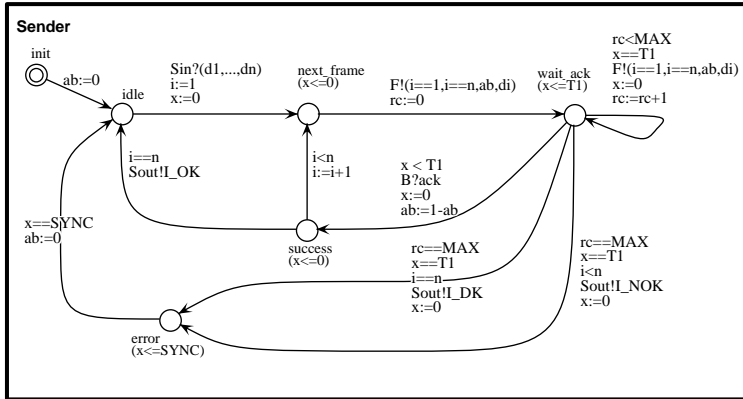 Sender
init
ab:=0
idle
Sin?(d1,...,dn)
i:=1
x:=0
next_frame
(x<=0)
F!(i==1,i==n,ab,di)
rc:=0
wait_ack
(x<=T1)
rc<MAX
x==T1
F!(i==1,i==n,ab,di)
x:=0
rc:=rc+1
i==n
Sout!I_OK
i<n
i:=i+1
x < T1
B?ack
x:=0
ab:=1-ab
x==SYNC
ab:=0
success
(x<=0)
rc==MAX
x==T1
i==n
Sout!I_DK
x:=0
rc==MAX
x==T1
i<n
Sout!I_NOK
x:=0
error
(x<=SYNC)